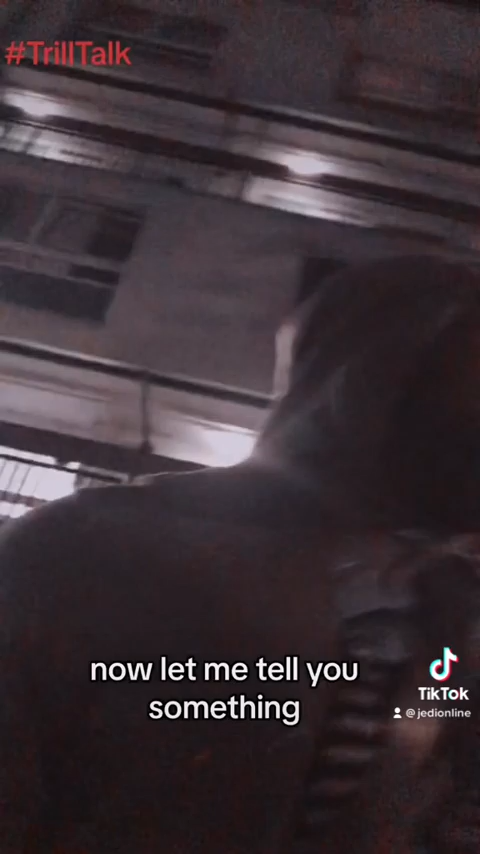 #TrillTalk
now let me tell you
something
TikTok
@jedionline